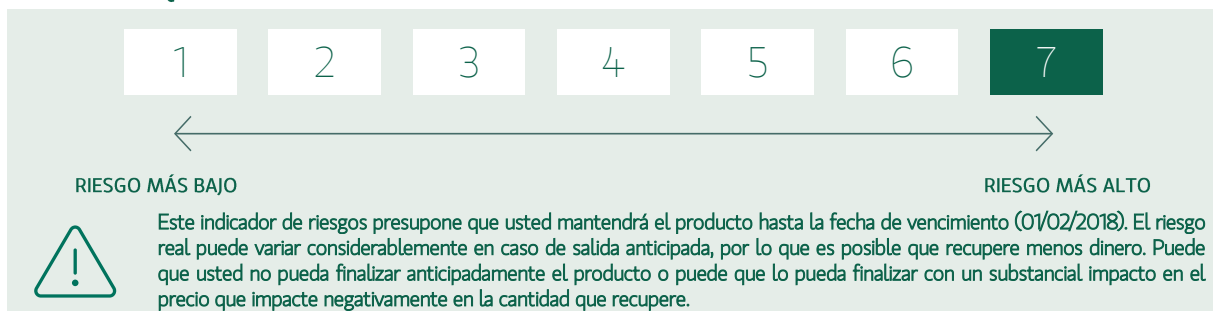 1 2 3 4 5 6 7
RIESGO MÁS BAJO RIESGO MÁS ALTO
Este indicador de riesgos presupone que usted mantendrá el producto hasta la fecha de vencimiento (01/02/2018). El riesgo
real puede variar considerablemente en caso de salida anticipada, por lo que es posible que recupere menos dinero. Puede
que usted no pueda finalizar anticipadamente el producto o puede que lo pueda finalizar con un substancial impacto en el
precio que impacte negativamente en la cantidad que recupere.